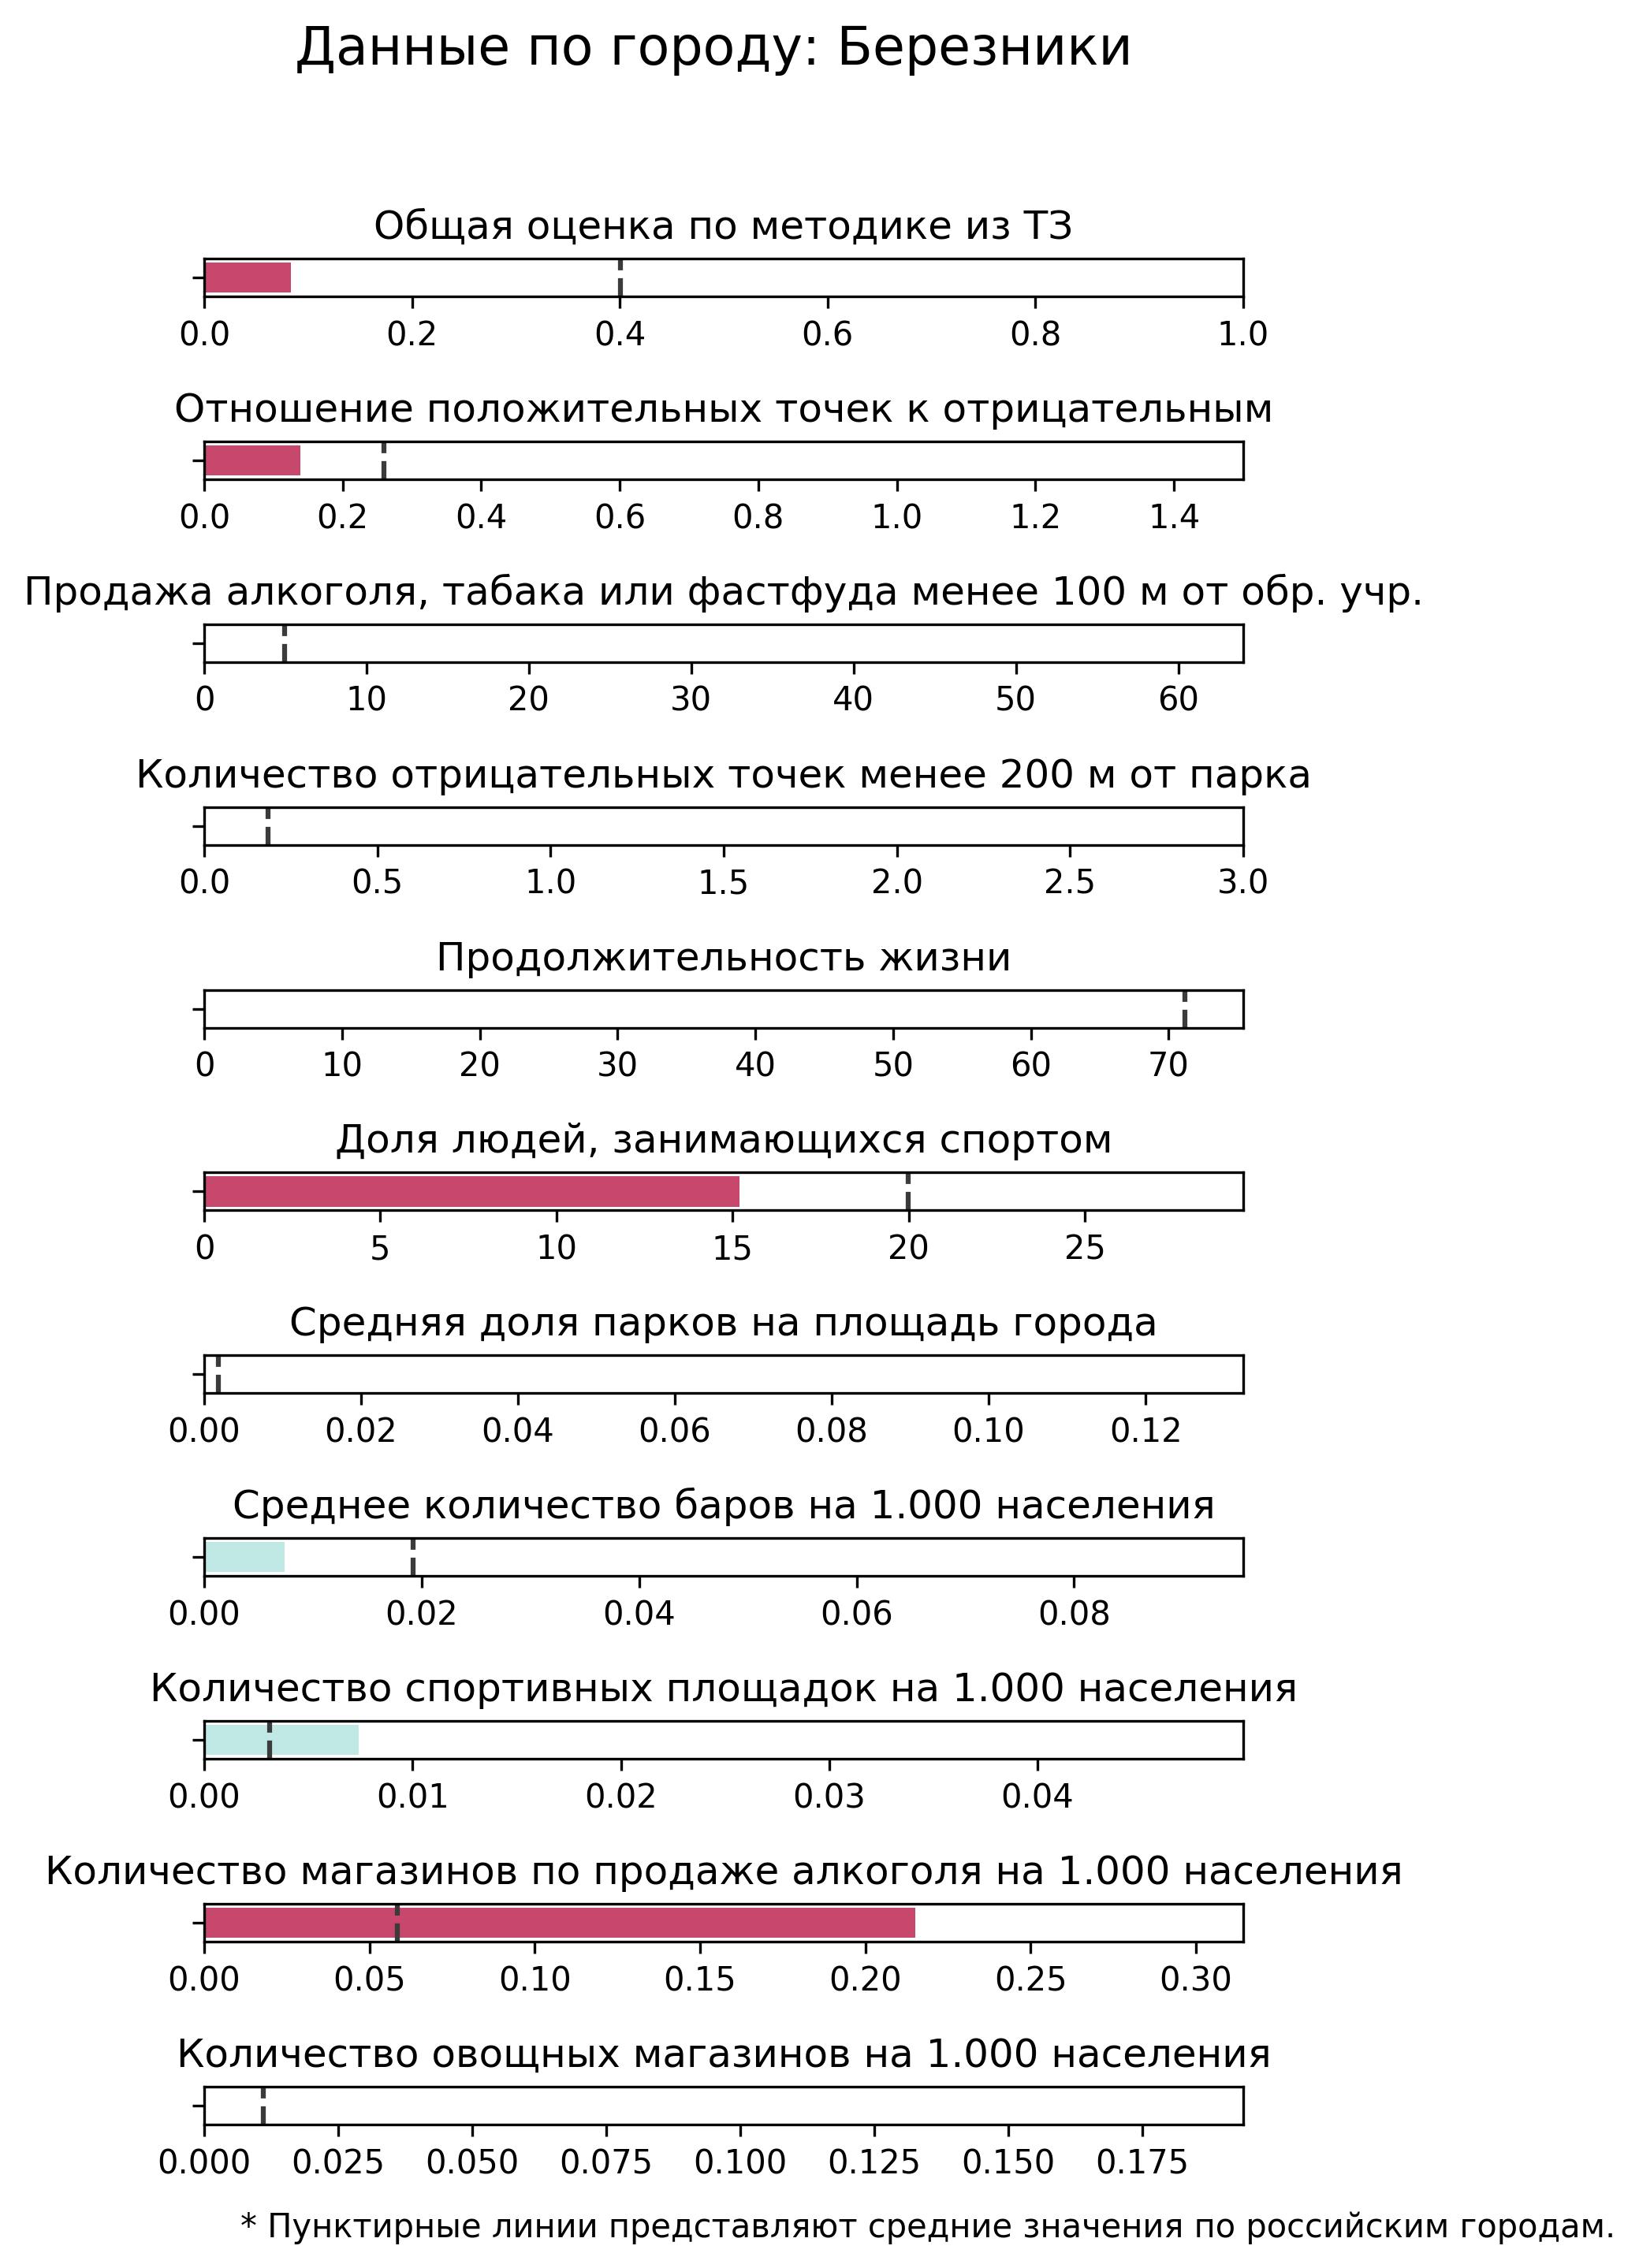 Данные по городу: Березники
Общая оценка по методике из ТЗ
0.0 0.2 0.4 0.6 0.8 1.0
Отношение положительных точек к отрицательным
0.0 0.2 0.4 0.6 0.8 1.0 1.2 1.4
Продажа алкоголя, табака или фастфуда менее 100 м от обр. учр.
0 10 20 30 40 50 60
Количество отрицательных точек менее 200 м от парка
0.0 0.5 1.0 1.5 2.0 2.5 3.0
Продолжительность жизни
0 10 20 30 40 50 60 70
Доля людей, занимающихся спортом
0 5 10 15 20 25
Средняя доля парков на площадь города
0.00 0.02 0.04 0.06 0.08 0.10 0.12
Среднее количество баров на 1.000 населения
0.00 0.02 0.04 0.06 0.08
Количество спортивных площадок на 1.000 населения
0.00 0.01 0.02 0.03 0.04
Количество магазинов по продаже алкоголя на 1.000 населения
0.00 0.05 0.10 0.15 0.20 0.25 0.30
Количество овощных магазинов на 1.000 населения
0.000 0.025 0.050 0.075 0.100 0.125 0.150 0.175
* Пунктирные линии представляют средние значения по российским городам.